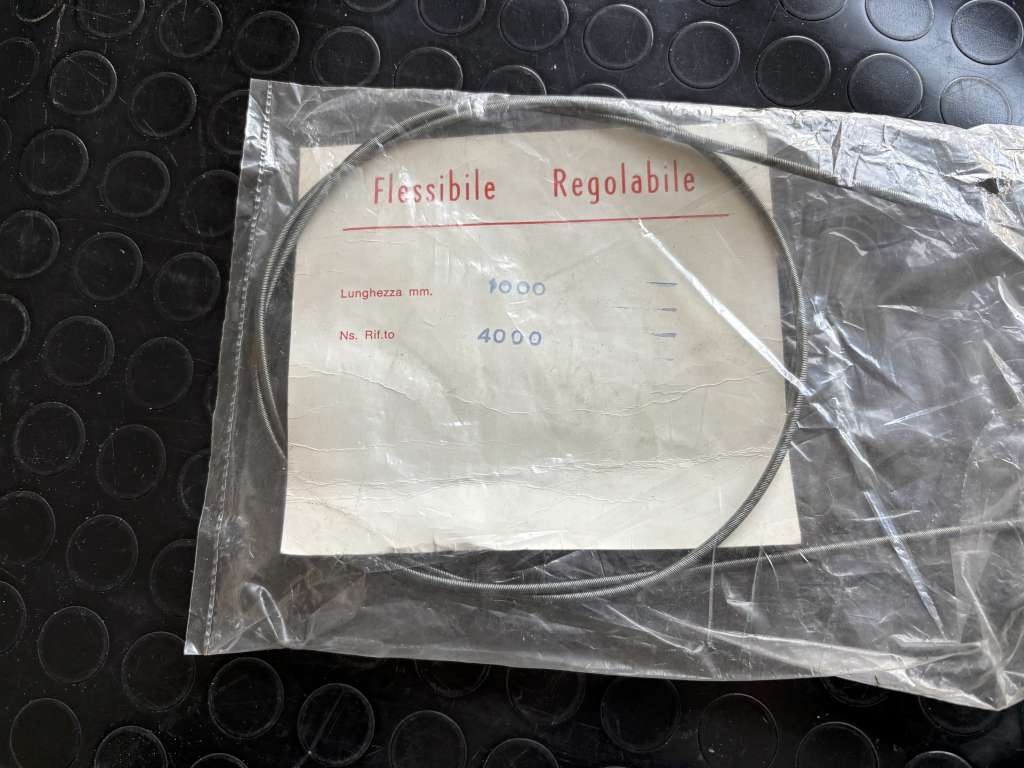 Flessibile Regolabile
Lunghezza mm. 1000
Ns. Rif.to 4000